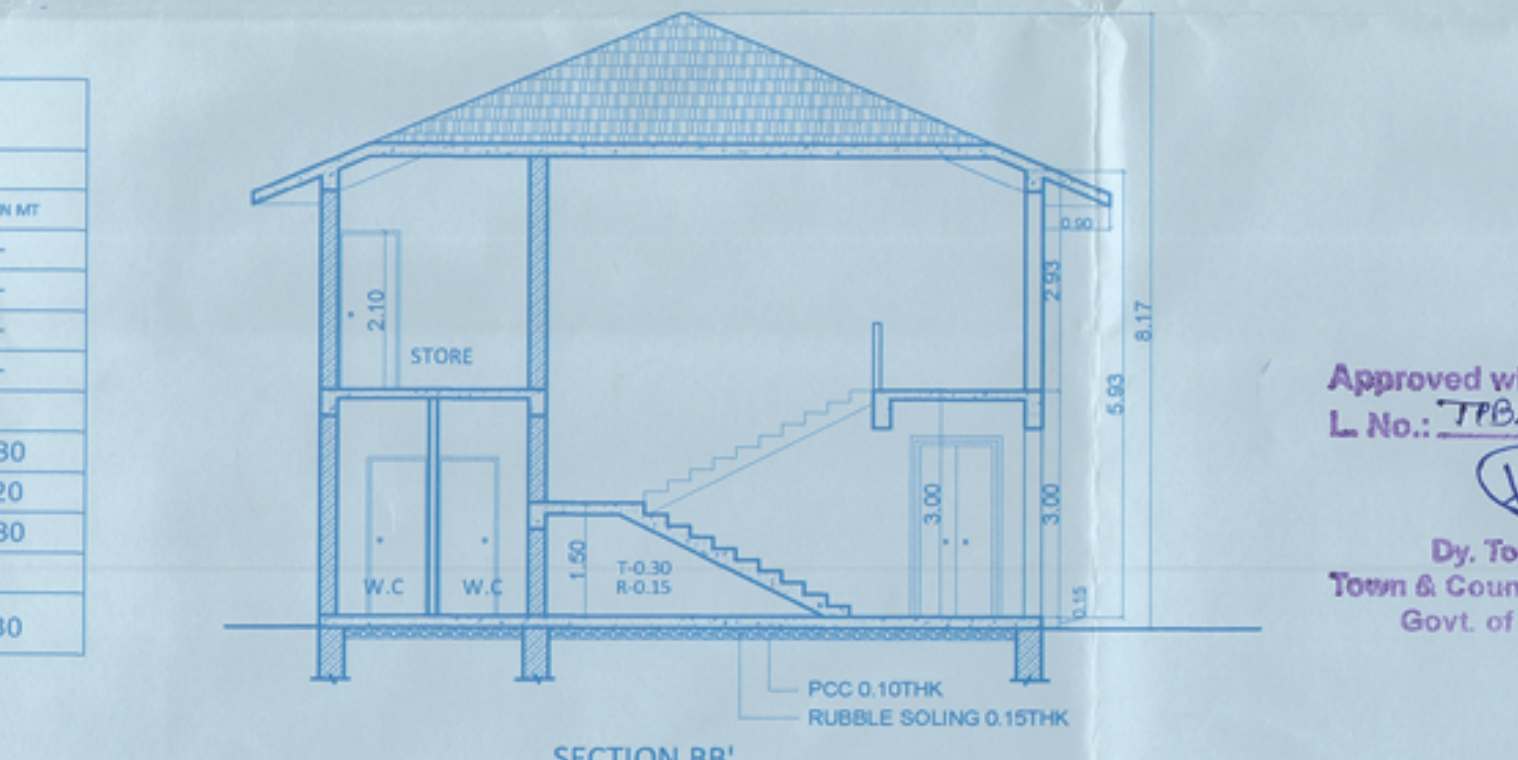 N MT
30
20
30
30
0.90
2.93
8.17
2.10
STORE
5.93
3.00
3.00
1.50
T-0.30
R-0.15
W.C
W.C
0.15
PCC 0.10THK
RUBBLE SOLING 0.15THK
SECTION BB'
Approved wi
L. No.: TPB
Dy. To
Town & Coun
Govt. of